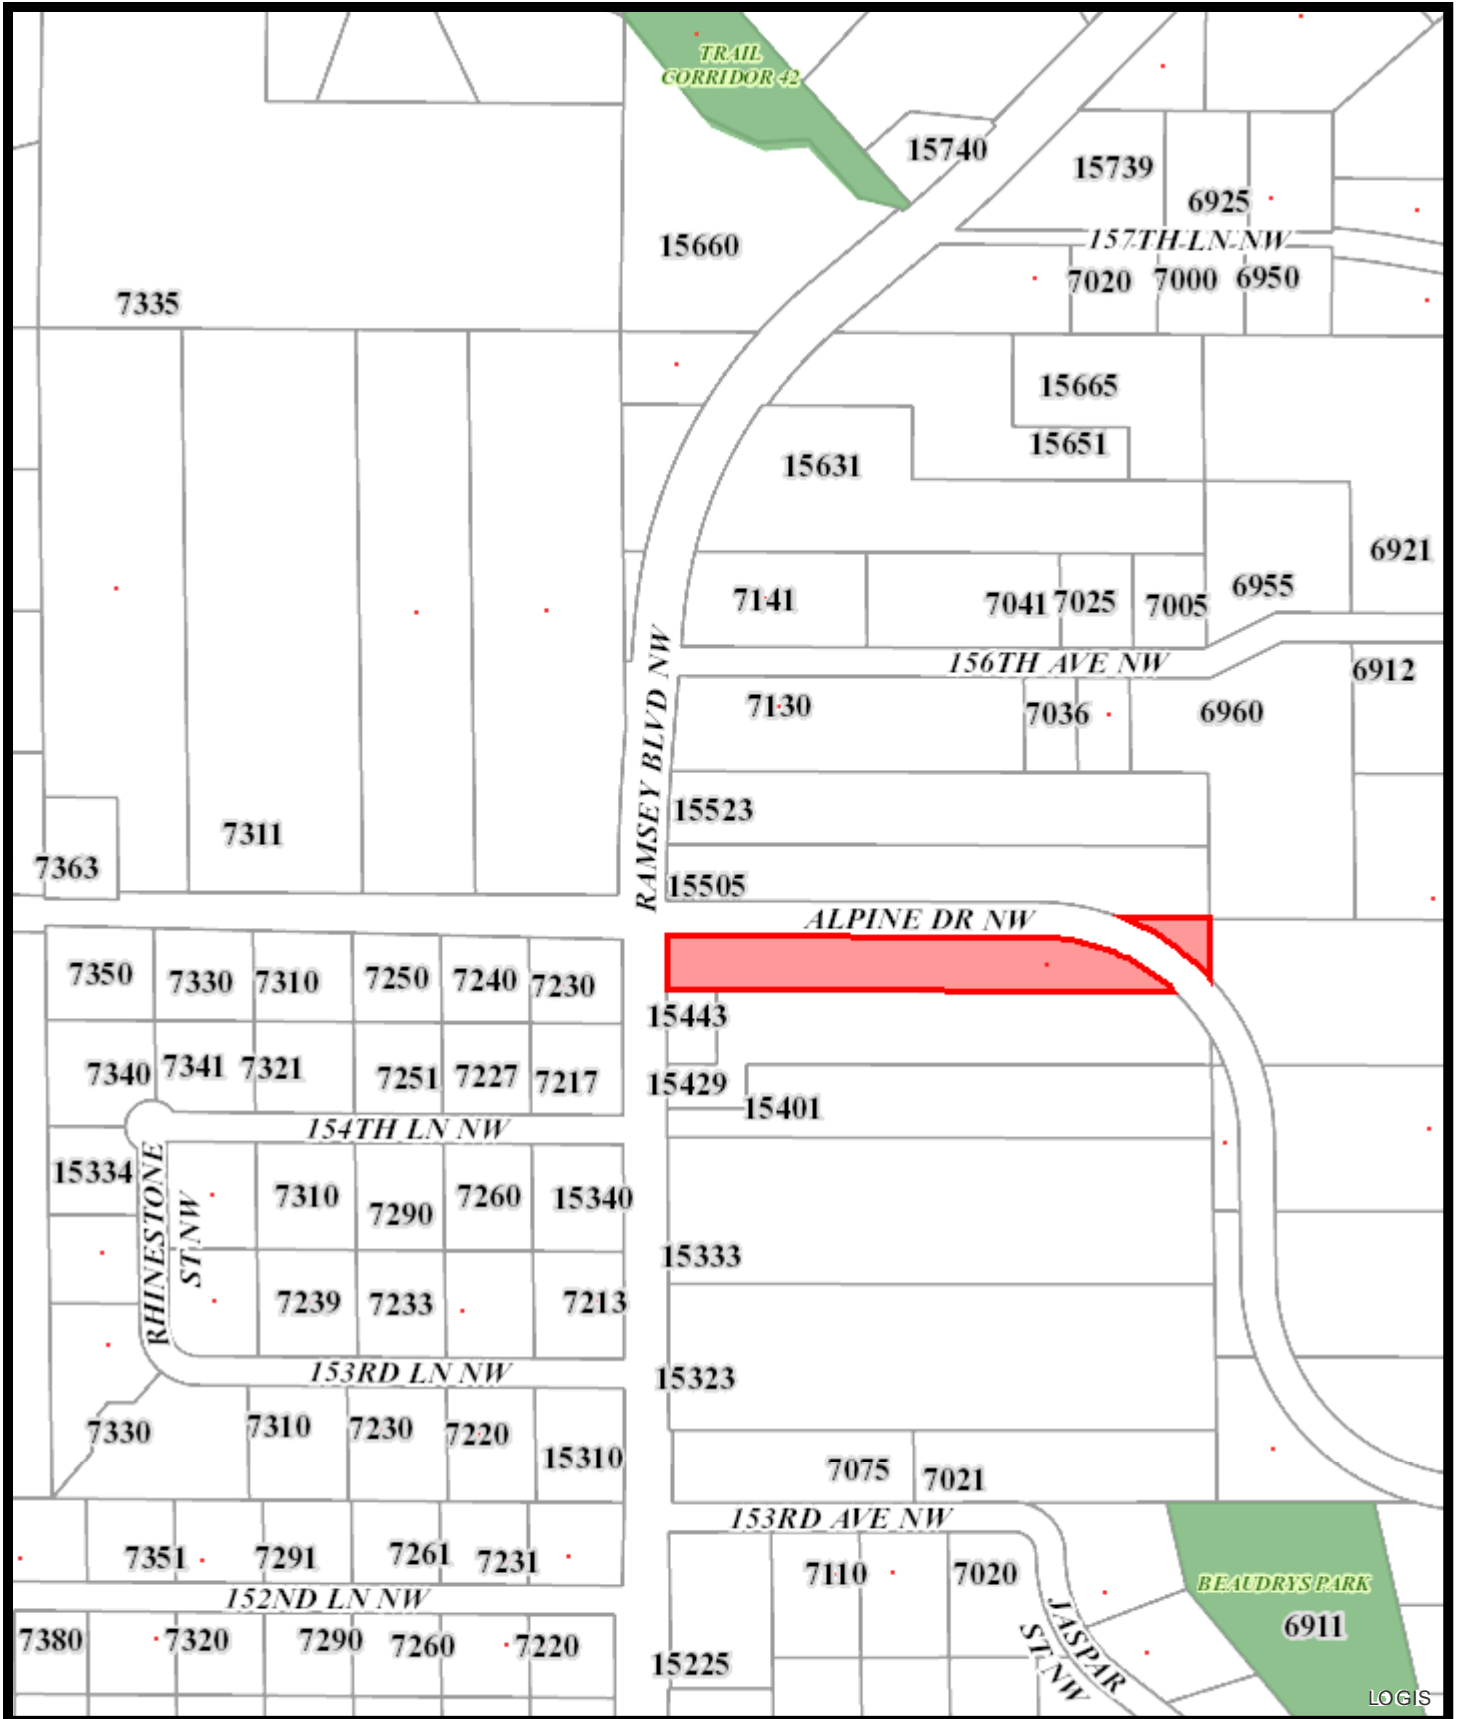 TRAIL
CORRIDOR 42
15740
15739
6925
15660
157TH LN NW
7020 7000 6950
7335
15665
15651
15631
6921
6955
7141
7041 7025 7005
156TH AVE NW
6912
7130
7036
6960
RAMSEY BLVD NW
15523
7311
7363
15505
ALPINE DR NW
7350 7330 7310 7250 7240 7230
15443
7340 7341 7321 7251 7227 7217
15429
15401
154TH LN NW
15334
RHINESTONE
ST NW
7310 7290 7260 15340
15333
7239 7233 7213
153RD LN NW
15323
7330 7310 7230 7220 15310
7075 7021
153RD AVE NW
7351 7291 7261 7231
7110 7020
BEAUDRYS PARK
6911
152ND LN NW
7380 7320 7290 7260 7220
15225
JASPAR
ST NW
LOGIS